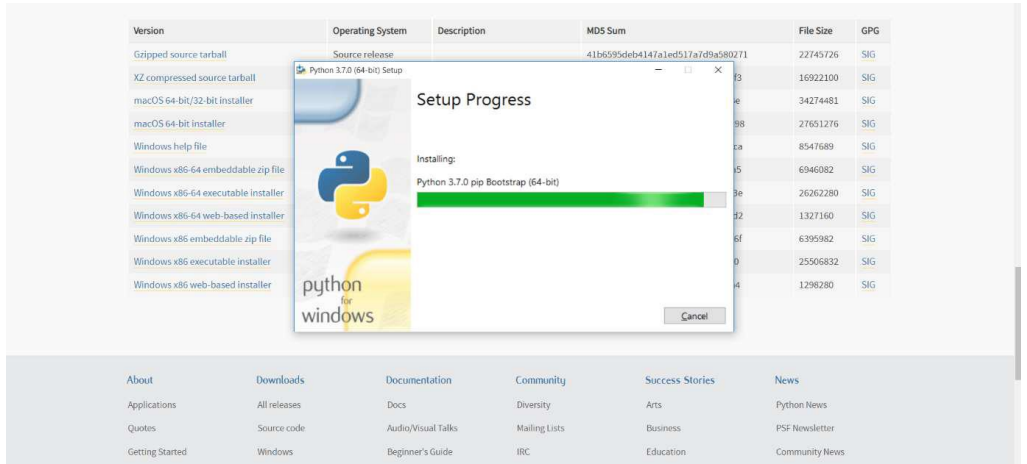 Version Operating System Description MD5 Sum File Size GPG
Gzipped source tarball Source release 41b6595deb4147a1ed517a7d9a580271 22745726 SIG
Python 3.7.0 (64-bit) Setup
XZ compressed source tarball f3 16922100 SIG
macOS 64-bit/32-bit installer 34274481 SIG
macOS 64-bit installer 98 27651276 SIG
Windows help file ca 8547689 SIG
Windows x86-64 embeddable zip file 6946082 SIG
Windows x86-64 executable installer 26262280 SIG
Windows x86-64 web-based installer d2 1327160 SIG
Windows x86 embeddable zip file 6f 6395982 SIG
Windows x86 executable installer 0 25506832 SIG
Windows x86 web-based installer 1298280 SIG
Setup Progress
Installing:
Python 3.7.0 pip Bootstrap (64-bit)
python
for
windows
Cancel
About Downloads Documentation Community Success Stories News
Applications All releases Docs Diversity Arts Python News
Quotes Source code Audio/Visual Talks Mailing Lists Business PSF Newsletter
Getting Started Windows Beginner's Guide IRC Education Community News